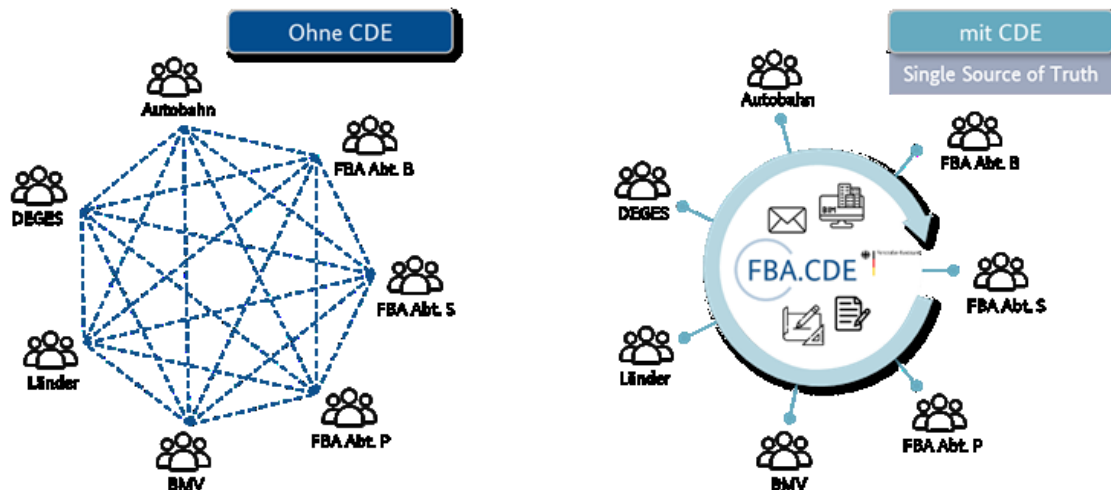 Ohne CDE
Autobahn
FBA Abt. B
DEGES
FBA Abt. S
Länder
FBA Abt. P
BMV
mit CDE
Single Source of Truth
Autobahn
FBA Abt. B
DEGES
BIM
FBA.CDE
FBA Abt. S
Länder
FBA Abt. P
BMV